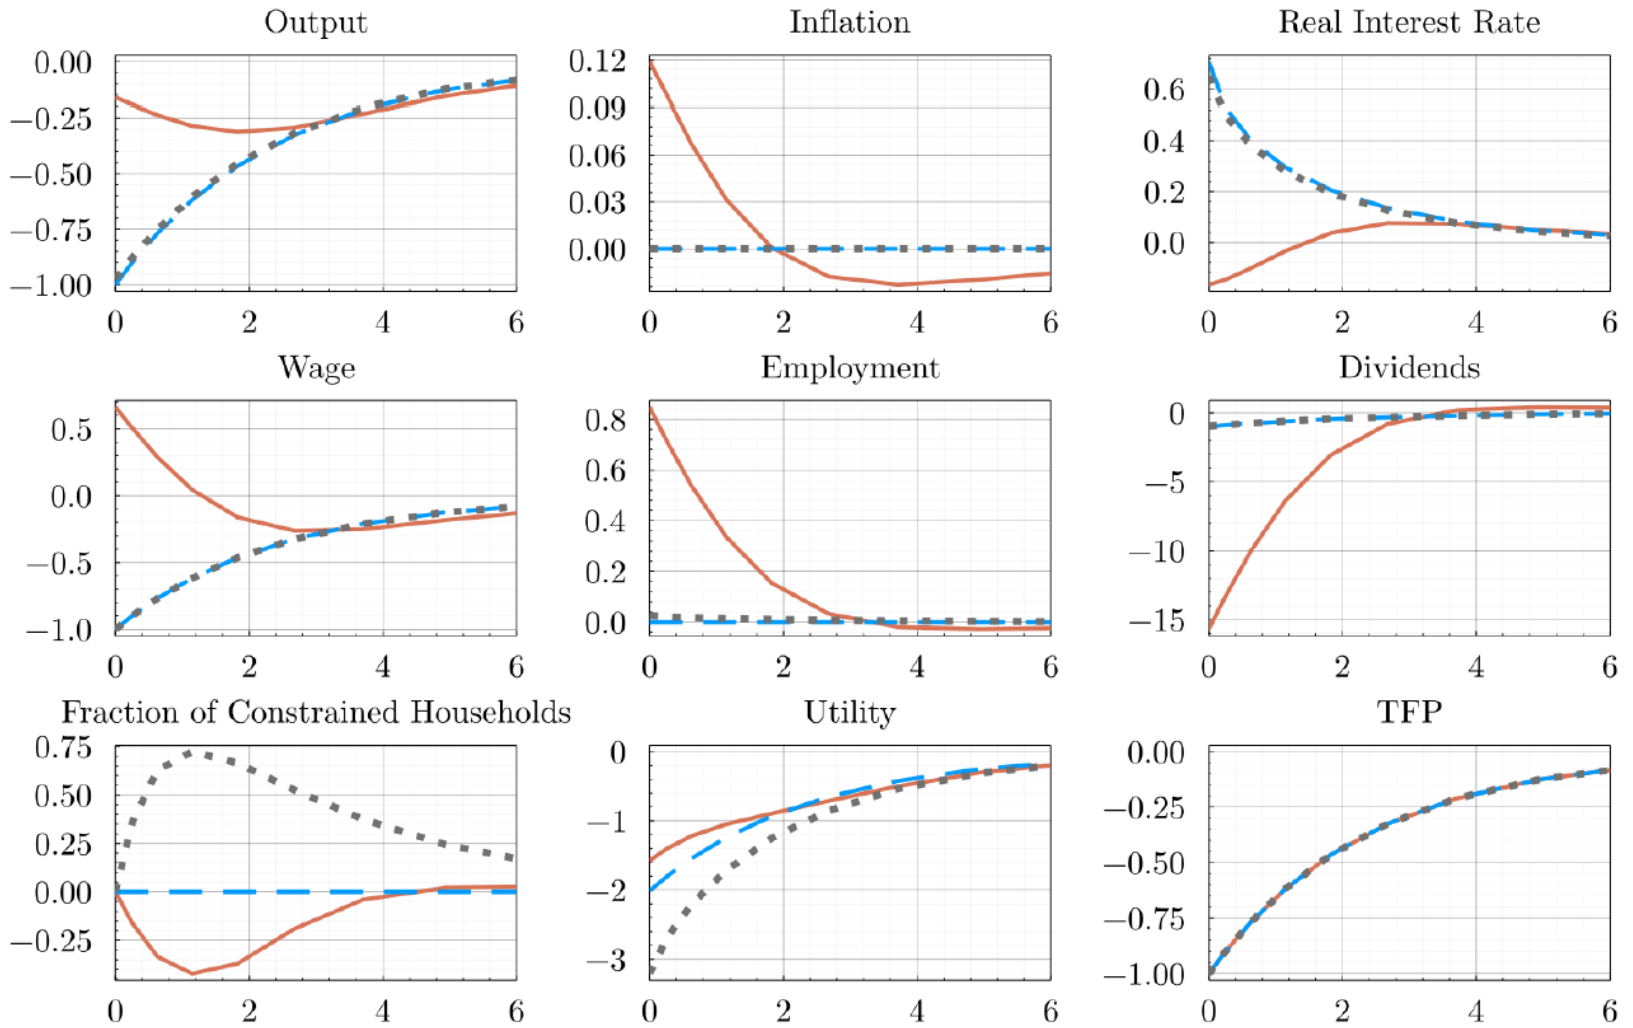 Output
0.00
−0.25
−0.50
−0.75
−1.00
0 2 4 6
Inflation
0.12
0.09
0.06
0.03
0.00
0 2 4 6
Real Interest Rate
0.6
0.4
0.2
0.0
0 2 4 6
Wage
0.5
0.0
−0.5
−1.0
0 2 4 6
Employment
0.8
0.6
0.4
0.2
0.0
0 2 4 6
Dividends
0
−5
−10
−15
0 2 4 6
Fraction of Constrained Households
0.75
0.50
0.25
0.00
−0.25
0 2 4 6
Utility
0
−1
−2
−3
0 2 4 6
TFP
0.00
−0.25
−0.50
−0.75
−1.00
0 2 4 6